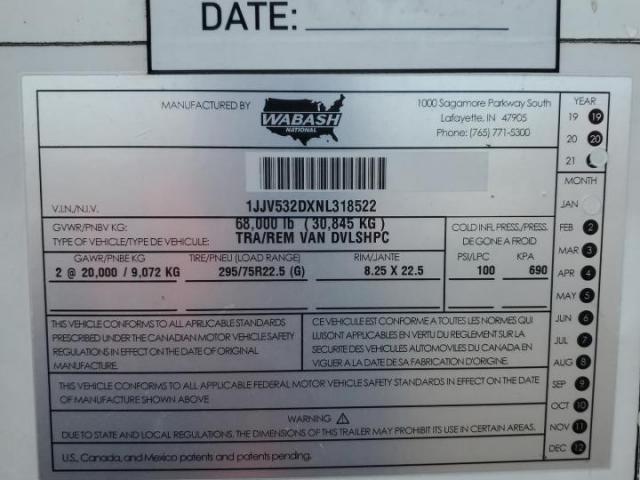 DATE:
MANUFACTURED BY
WABASH
NATIONAL
1000 Sagamore Parkway South
Lafayette, IN 47905
Phone: (765) 771-5300
V.I.N./N.I.V.
1JJV532DXNL318522
GVWR/PNBV KG:
68,000 lb ( 30,845 KG )
TYPE OF VEHICLE/TYPE DE VEHICULE:
TRA/REM VAN DVLSHPC
COLD INFL. PRESS./PRESS.
DE GONE A FROID
GAWR/PNBE KG
TIRE/PNEU (LOAD RANGE)
RIM/JANTE
PSI/LPC
KPA
2 @ 20,000 / 9,072 KG
295/75R22.5 (G)
8.25 X 22.5
100
690
THIS VEHICLE CONFORMS TO ALL APPLICABLE STANDARDS
PRESCRIBED UNDER THE CANADIAN MOTOR VEHICLE SAFETY
REGULATIONS IN EFFECT ON THE DATE OF ORIGINAL
MANUFACTURE.
CE VEHICULE EST CONFORME A TOUTES LES NORMES QUI
LUI SONT APPLICABLES EN VERTU DU REGLEMENT SUR LA
SECURITE DES VEHICULES AUTOMOVILES DU CANADA EN
VIGUER A LA DATE DE SA FABRICATION D'ORIGINE.
THIS VEHICLE CONFORMS TO ALL APPLICABLE FEDERAL MOTOR VEHICLE SAFETY STANDARDS IN EFFECT ON THE DATE
OF MANUFACTURE SHOWN ABOVE
WARNING
DUE TO STATE AND LOCAL REGULATIONS, THE DIMENSIONS OF THIS TRAILER MAY PROHIBIT ITS USE IN CERTAIN AREAS.
U.S., Canada, and Mexico patents and patents pending.
YEAR
19 19
20 20
21
MONTH
JAN
FEB 2
MAR 3
APR 4
MAY 5
JUN 6
JUL 7
AUG 8
SEP 9
OCT 10
NOV 11
DEC 12